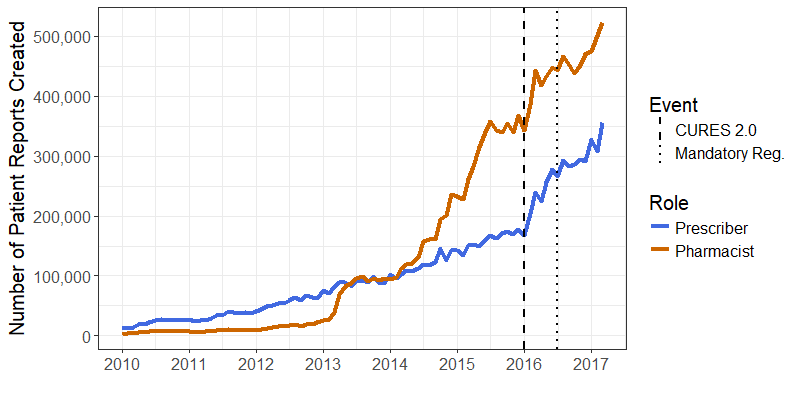 Number of Patient Reports Created
500,000
400,000
300,000
200,000
100,000
0
2010 2011 2012 2013 2014 2015 2016 2017
Event
CURES 2.0
Mandatory Reg.
Role
Prescriber
Pharmacist